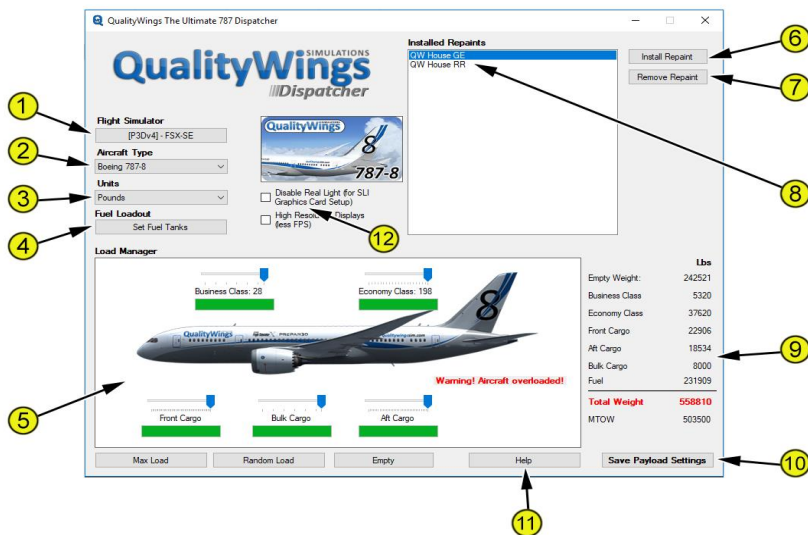 QualityWings The Ultimate 787 Dispatcher
QualityWings
SIMULATIONS
Dispatcher
Installed Repaints
QW House GE
QW House RR
Install Repaint
Remove Repaint
6
7
8
1
Flight Simulator
[P3Dv4] - FSX-SE
2
Aircraft Type
Boeing 787-8
3
Units
Pounds
4
Fuel Loadout
Set Fuel Tanks
QualityWings
8
787-8
Disable Real Light (for SLI
Graphics Card Setup)
High Resolution Displays
(less FPS)
12
Load Manager
Business Class: 28
Economy Class: 198
8
QualityWings
Warning! Aircraft overloaded!
5
Front Cargo
Bulk Cargo
Aft Cargo
Lbs
Empty Weight: 242521
Business Class 5320
Economy Class 37620
Front Cargo 22906
Aft Cargo 18534
Bulk Cargo 8000
Fuel 231909
Total Weight 558810
MTOW 503500
9
Max Load
Random Load
Empty
Help
Save Payload Settings
10
11